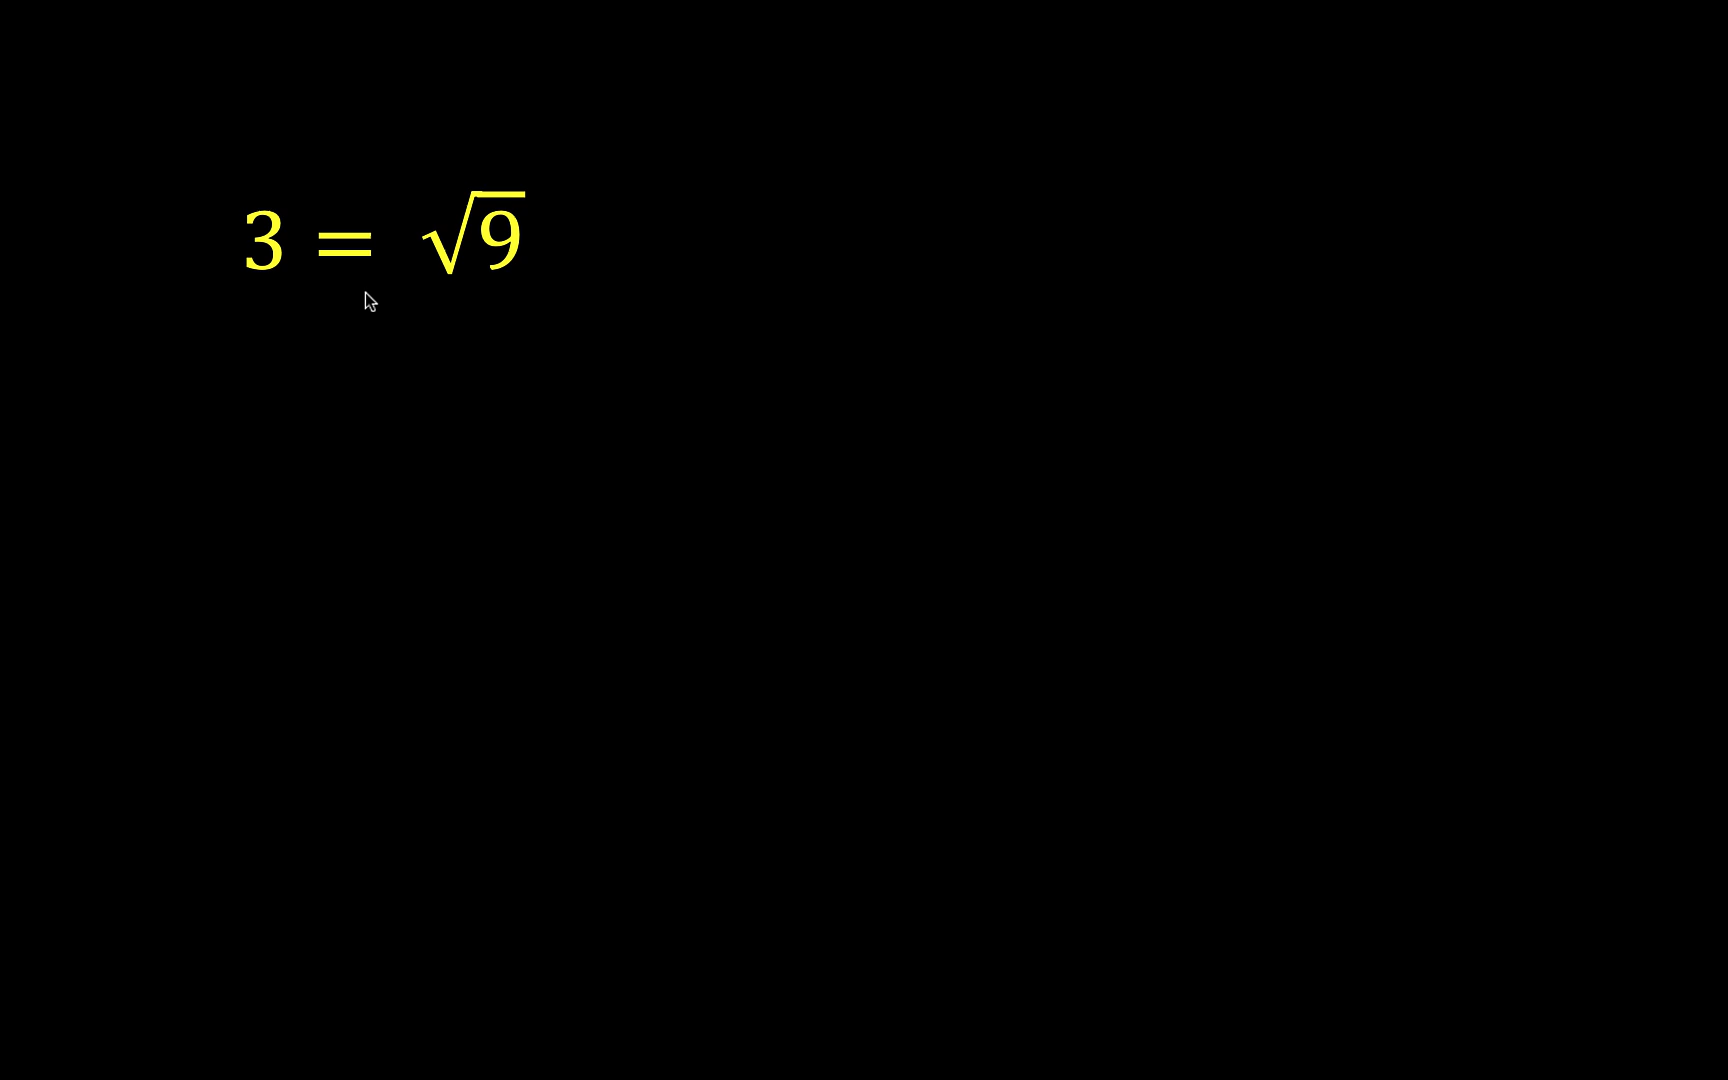 3 = √9